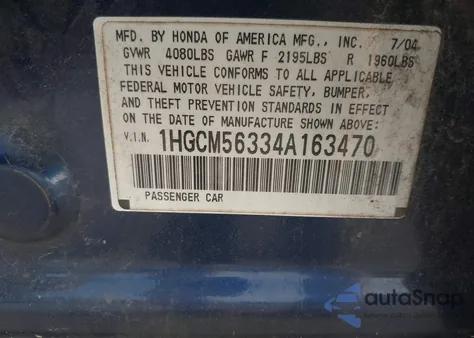 MFD. BY HONDA OF AMERICA MFG., INC. 7/04
GVWR 4080LBS GAWR F 2195LBS R 1960LBS
THIS VEHICLE CONFORMS TO ALL APPLICABLE
FEDERAL MOTOR VEHICLE SAFETY, BUMPER,
AND THEFT PREVENTION STANDARDS IN EFFECT
ON THE DATE OF MANUFACTURE SHOWN ABOVE.
V.I.N. 1HGCM56334A163470
PASSENGER CAR
autoSnap